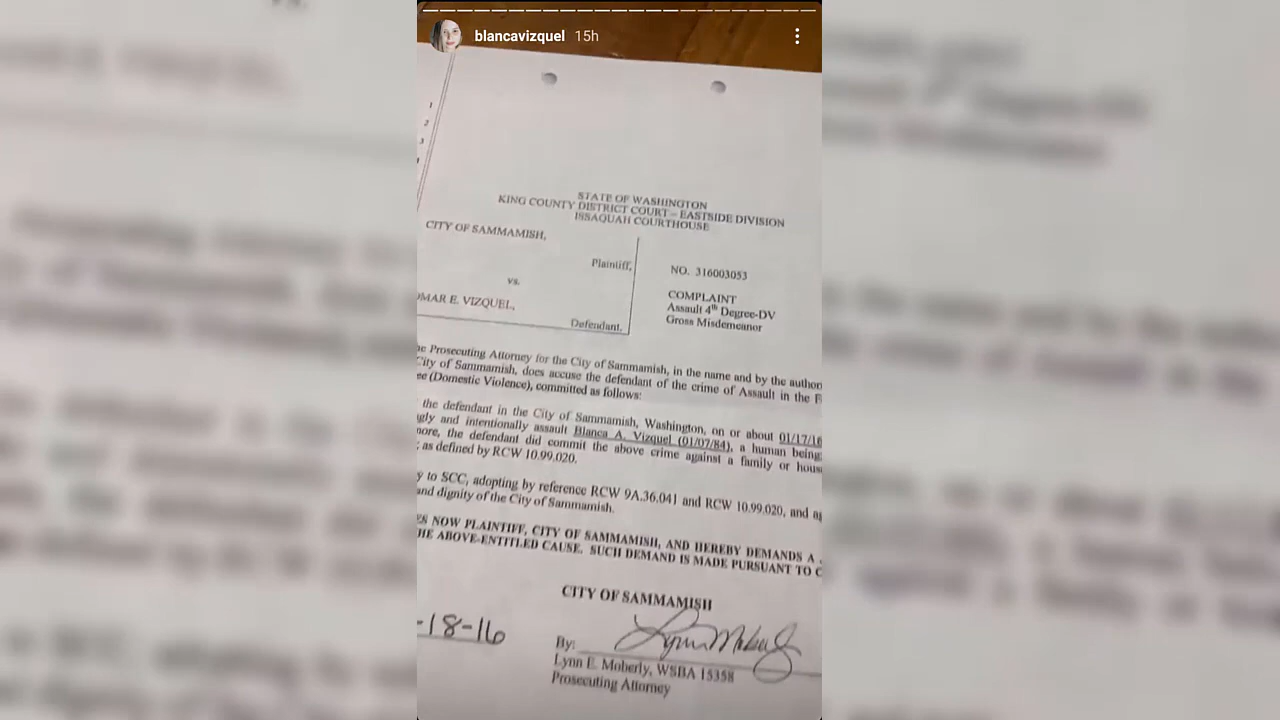 blancavizquel 15h
1
2
3
4
STATE OF WASHINGTON
KING COUNTY DISTRICT COURT – EASTSIDE DIVISION
ISSAQUAH COURTHOUSE
CITY OF SAMMAMISH,
Plaintiff,
vs.
OMAR E. VIZQUEL,
Defendant.
NO. 316003053
COMPLAINT
Assault 4th Degree-DV
Gross Misdemeanor
he Prosecuting Attorney for the City of Sammamish, in the name and by the author
City of Sammamish, does accuse the defendant of the crime of Assault in the F
ee (Domestic Violence), committed as follows:
the defendant in the City of Sammamish, Washington, on or about 01/17/16
gly and intentionally assault Blanca A. Vizquel (01/07/84), a human being
more, the defendant did commit the above crime against a family or hous
, as defined by RCW 10.99.020.
y to SCC, adopting by reference RCW 9A.36.041 and RCW 10.99.020, and ag
and dignity of the City of Sammamish.
ES NOW PLAINTIFF, CITY OF SAMMAMISH, AND HEREBY DEMANDS A
HE ABOVE-ENTITLED CAUSE. SUCH DEMAND IS MADE PURSUANT TO C
CITY OF SAMMAMISH
-18-16
By: Lynn Moberly
Lynn E. Moberly, WSBA 15358
Prosecuting Attorney